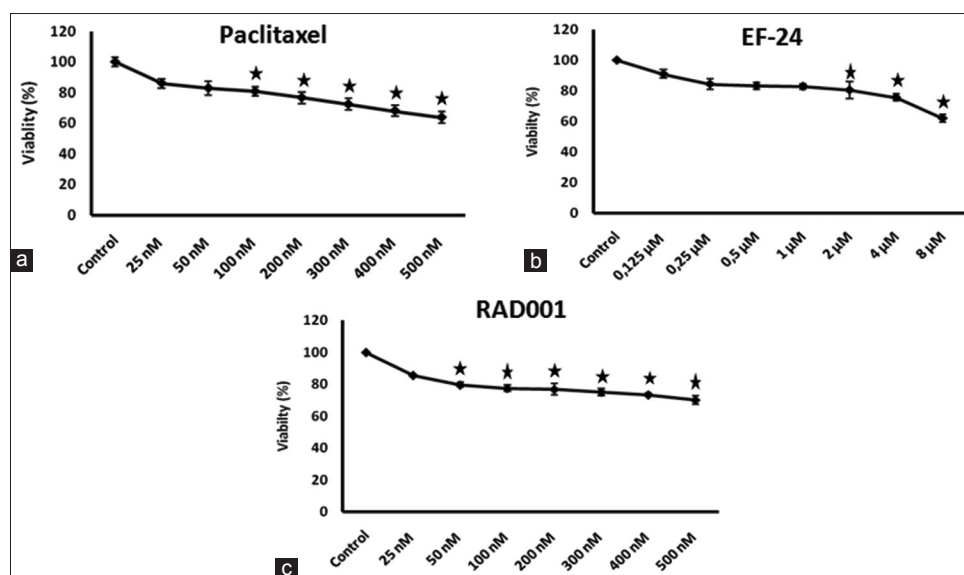 Paclitaxel
120
100
80
60
40
20
0
Viablity (%)
Control
25 nM
50 nM
100 nM
200 nM
300 nM
400 nM
500 nM
a
EF-24
120
100
80
60
40
20
0
Viabilty (%)
Control
0,125 µM
0,25 µM
0,5 µM
1 µM
2 µM
4 µM
8 µM
b
RAD001
120
100
80
60
40
20
0
Viabilty (%)
Control
25 nM
50 nM
100 nM
200 nM
300 nM
400 nM
500 nM
c